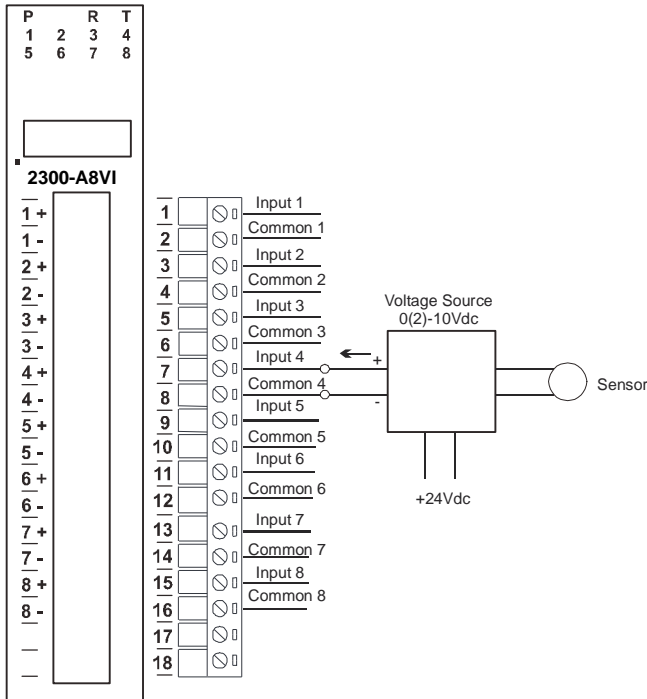 P R T
1 2 3 4
5 6 7 8
2300-A8VI
1 +
1 -
2 +
2 -
3 +
3 -
4 +
4 -
5 +
5 -
6 +
6 -
7 +
7 -
8 +
8 -
1 Input 1
2 Common 1
3 Input 2
4 Common 2
5 Input 3
6 Common 3
7 Input 4
8 Common 4
9 Input 5
10 Common 5
11 Input 6
12 Common 6
13 Input 7
14 Common 7
15 Input 8
16 Common 8
17
18
Voltage Source
0(2)-10Vdc
+
-
Sensor
+24Vdc